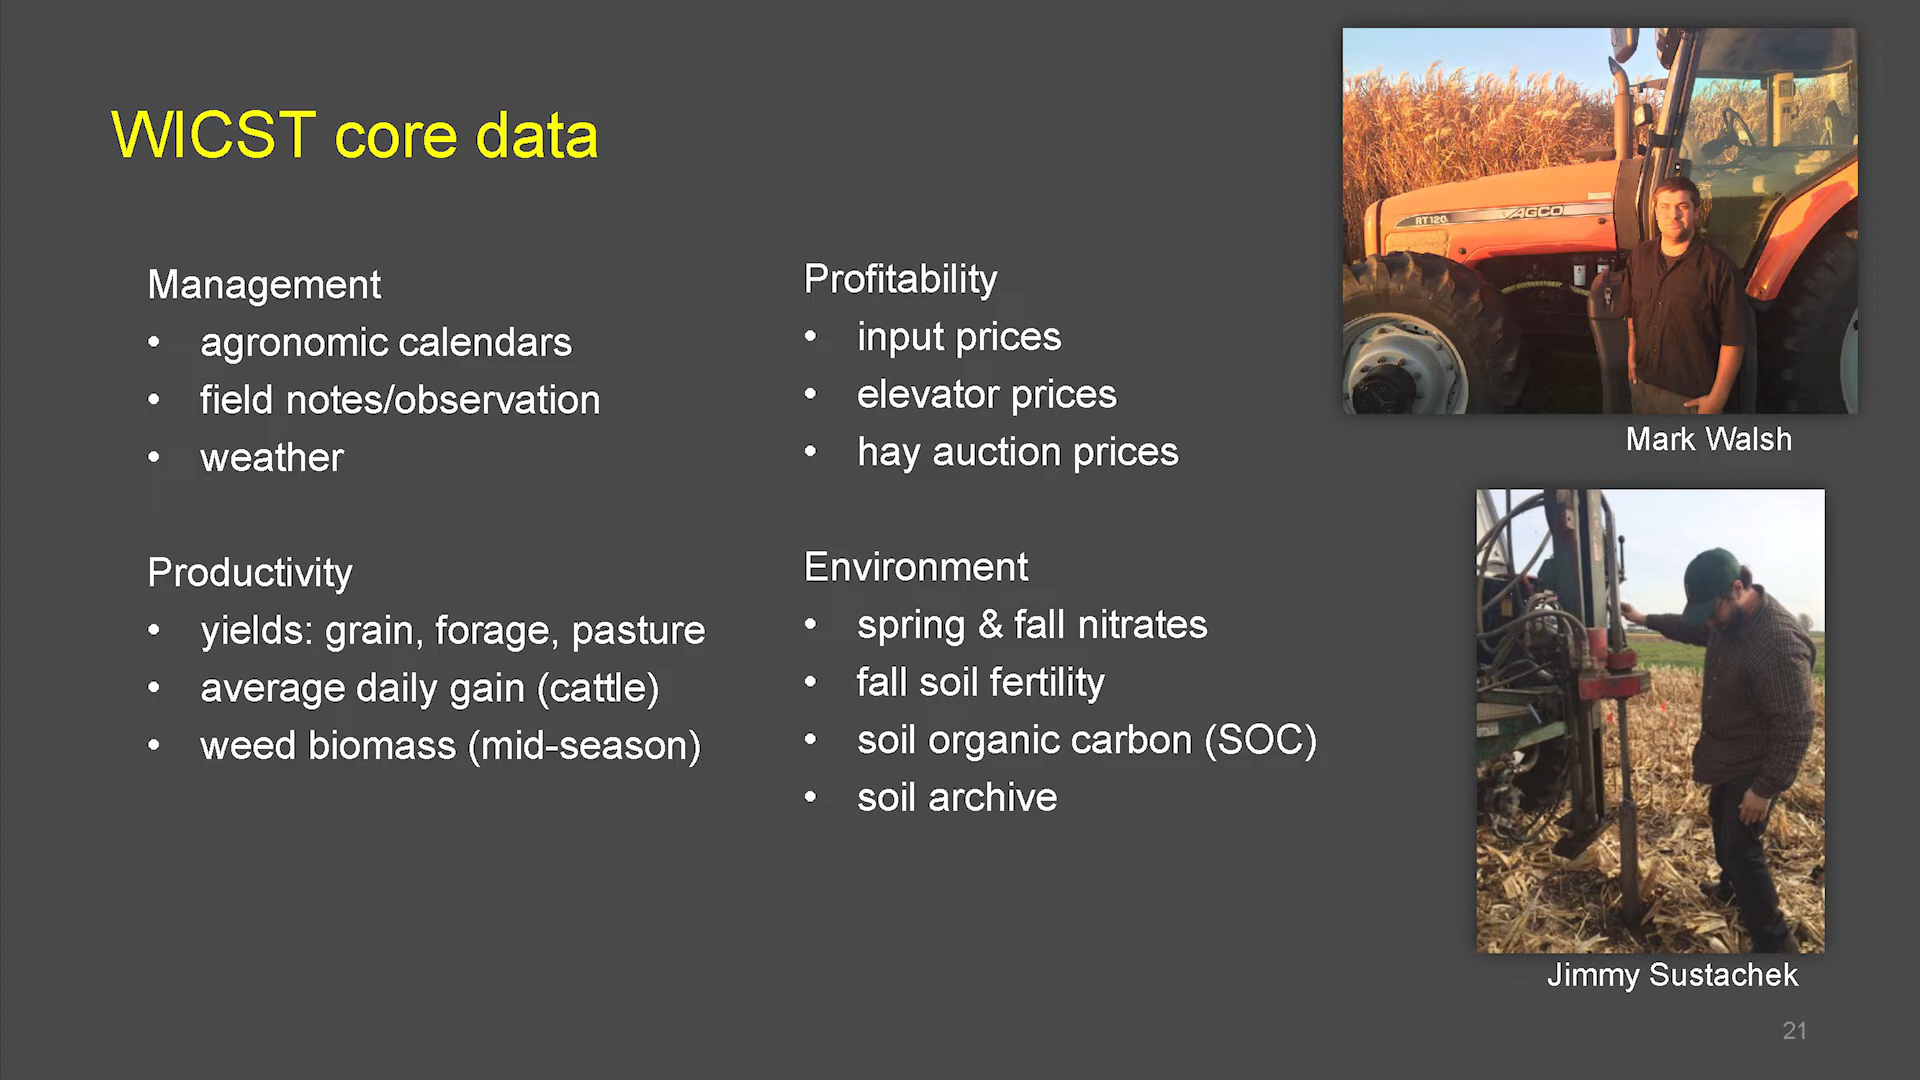 WICST core data
Management
• agronomic calendars
• field notes/observation
• weather
Productivity
• yields: grain, forage, pasture
• average daily gain (cattle)
• weed biomass (mid-season)
Profitability
• input prices
• elevator prices
• hay auction prices
Environment
• spring & fall nitrates
• fall soil fertility
• soil organic carbon (SOC)
• soil archive
RT120
AGCO
Mark Walsh
Jimmy Sustachek
21